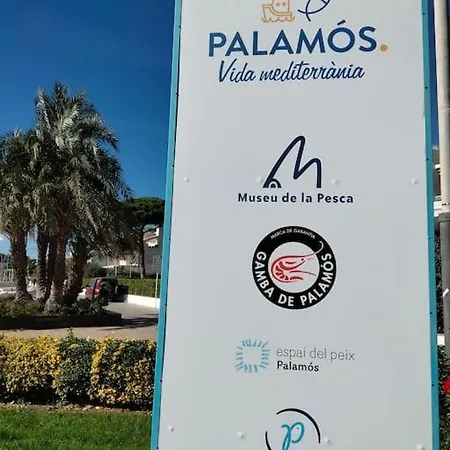 PALAMÓS.
Vida mediterrània
Museu de la Pesca
MARCA DE GARANTIA
GAMBA DE PALAMÓS
espai del peix
Palamós